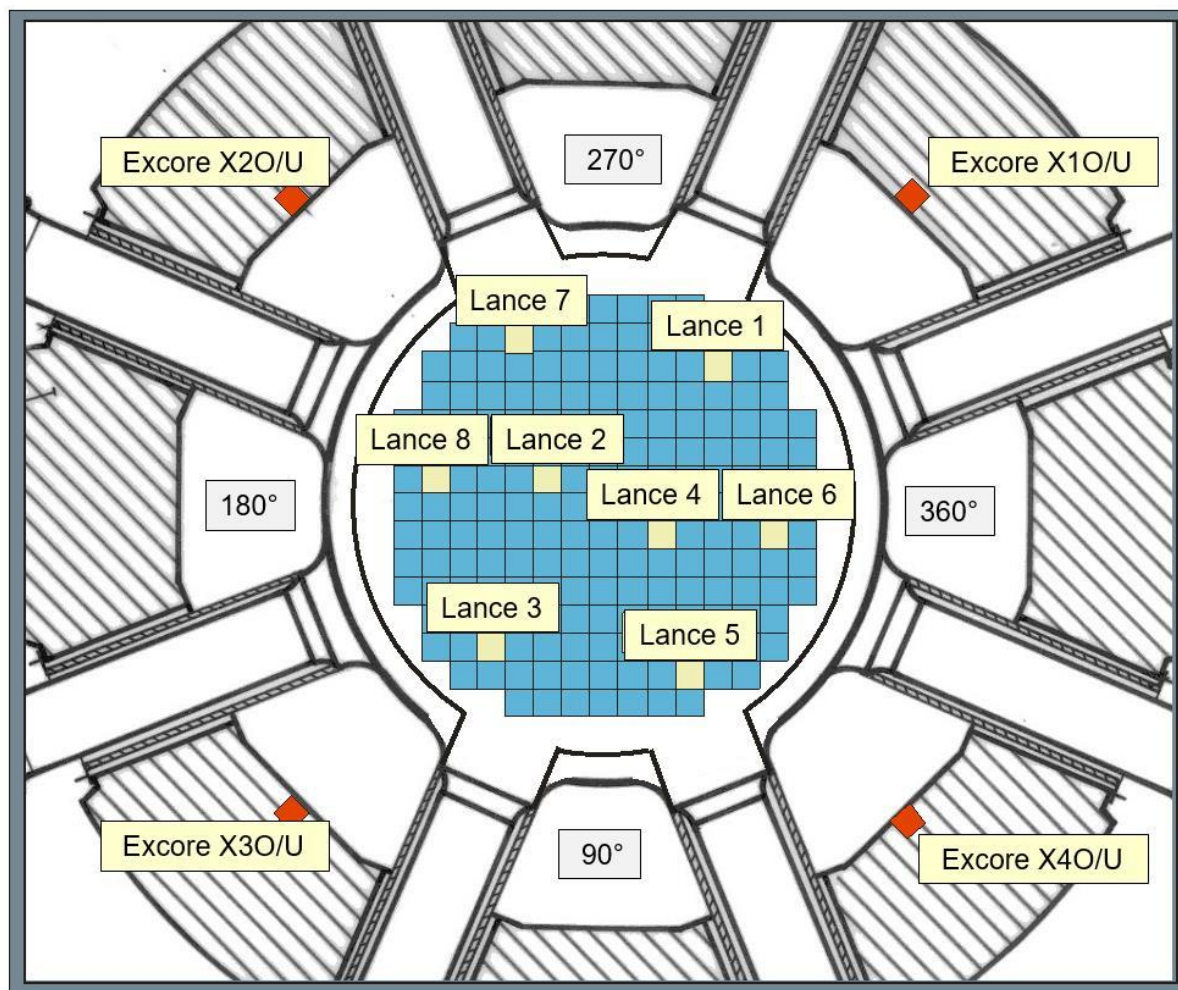 Excore X2O/U
270°
Excore X1O/U
Lance 7
Lance 1
Lance 8
Lance 2
Lance 4
Lance 6
180°
360°
Lance 3
Lance 5
Excore X3O/U
90°
Excore X4O/U